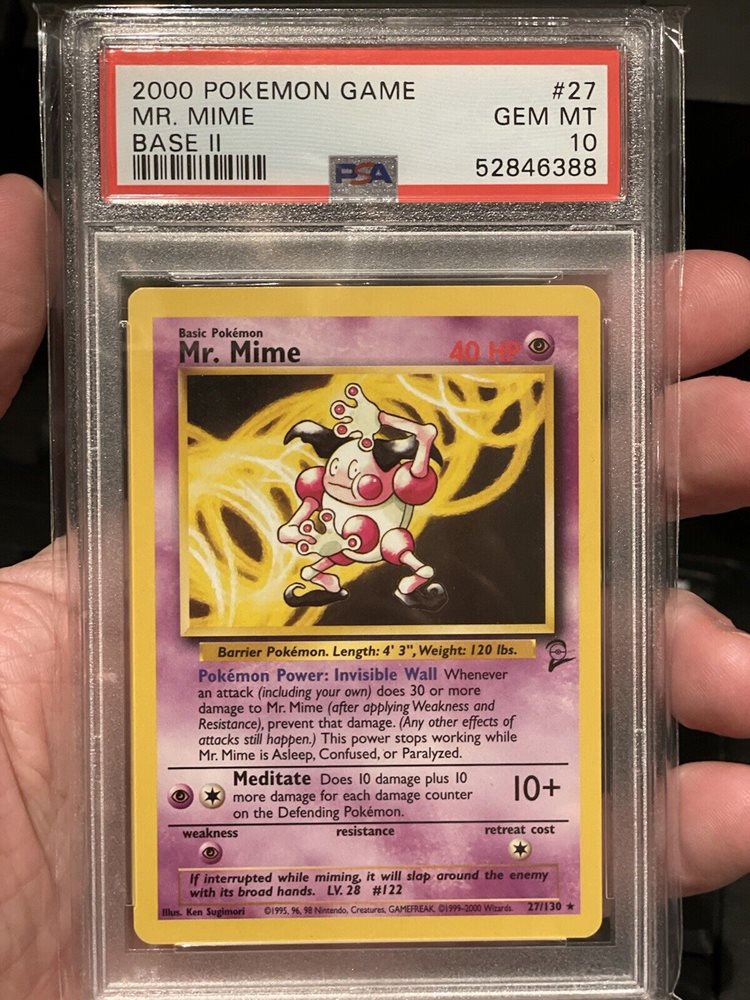 2000 POKEMON GAME #27
MR. MIME GEM MT
BASE II 10
PSA 52846388
Basic Pokémon
Mr. Mime 40 HP
Barrier Pokémon. Length: 4' 3", Weight: 120 lbs.
Pokémon Power: Invisible Wall Whenever
an attack (including your own) does 30 or more
damage to Mr. Mime (after applying Weakness and
Resistance), prevent that damage. (Any other effects of
attacks still happen.) This power stops working while
Mr. Mime is Asleep, Confused, or Paralyzed.
Meditate Does 10 damage plus 10
more damage for each damage counter 10+
on the Defending Pokémon.
weakness resistance retreat cost
If interrupted while miming, it will slap around the enemy
with its broad hands. LV. 28 #122
Illus. Ken Sugimori ©1995, 96, 98 Nintendo, Creatures, GAMEFREAK. ©1999-2000 Wizards. 27/130 ★